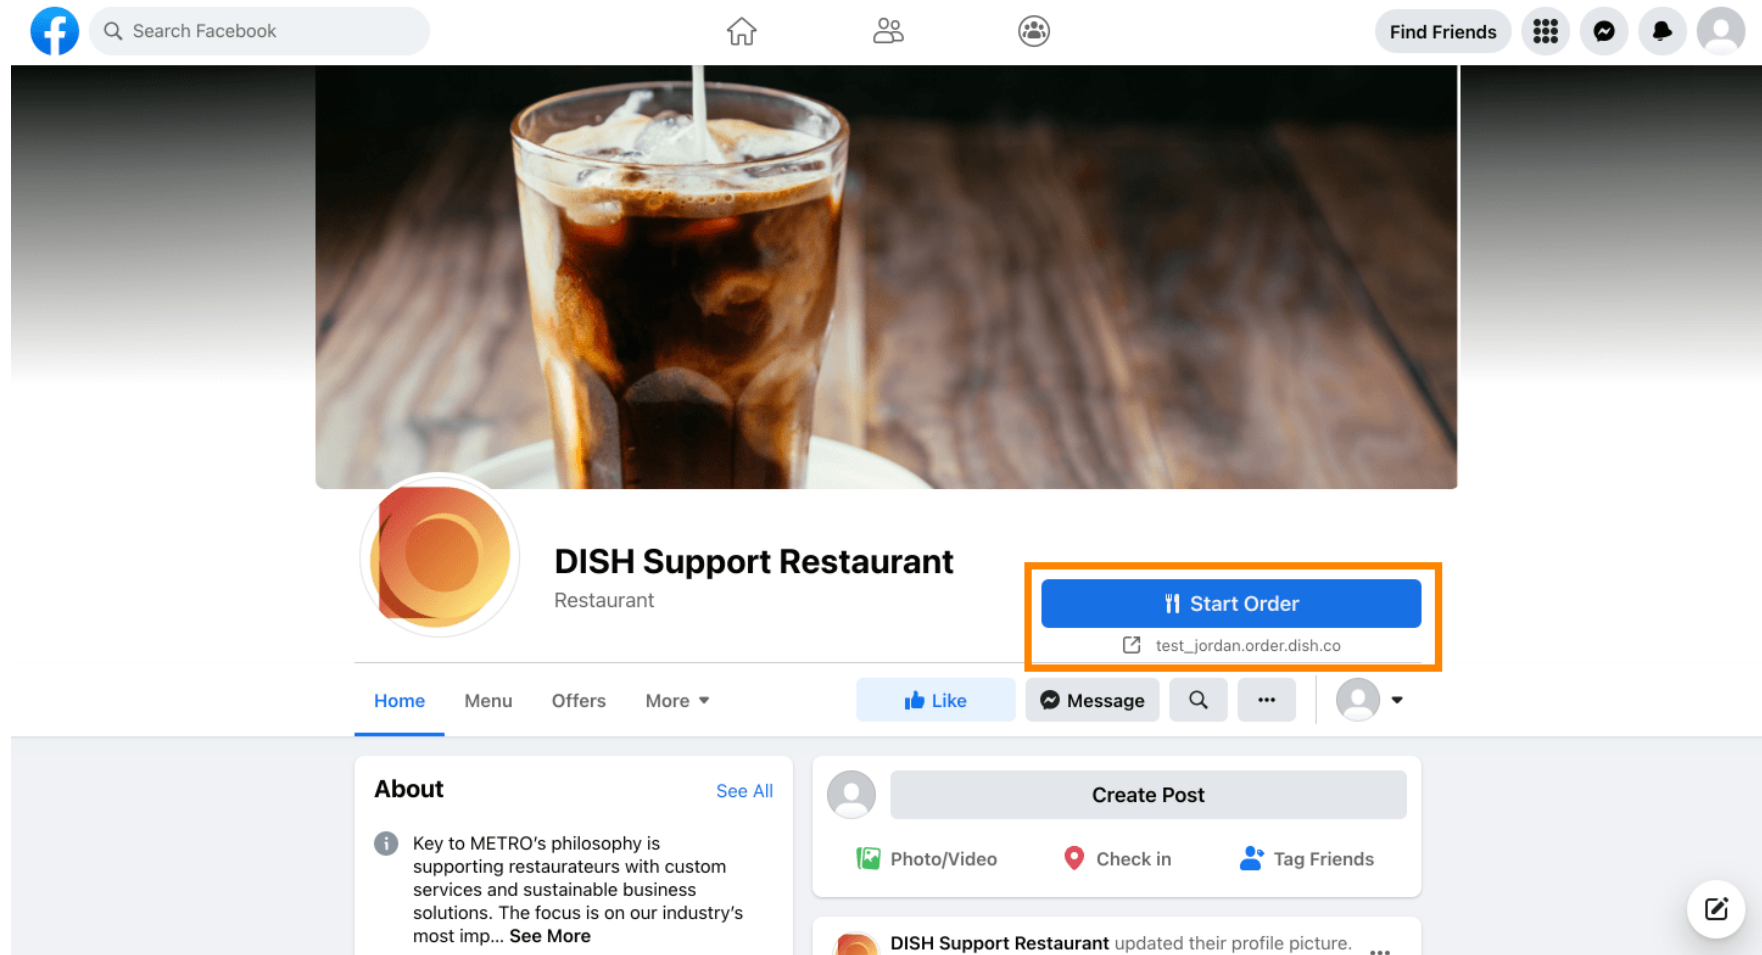 Search Facebook
Find Friends
DISH Support Restaurant
Restaurant
Start Order
test_jordan.order.dish.co
Home
Menu
Offers
More
Like
Message
About
See All
Create Post
Key to METRO's philosophy is
supporting restaurateurs with custom
services and sustainable business
solutions. The focus is on our industry's
most imp... See More
Photo/Video
Check in
Tag Friends
DISH Support Restaurant updated their profile picture.